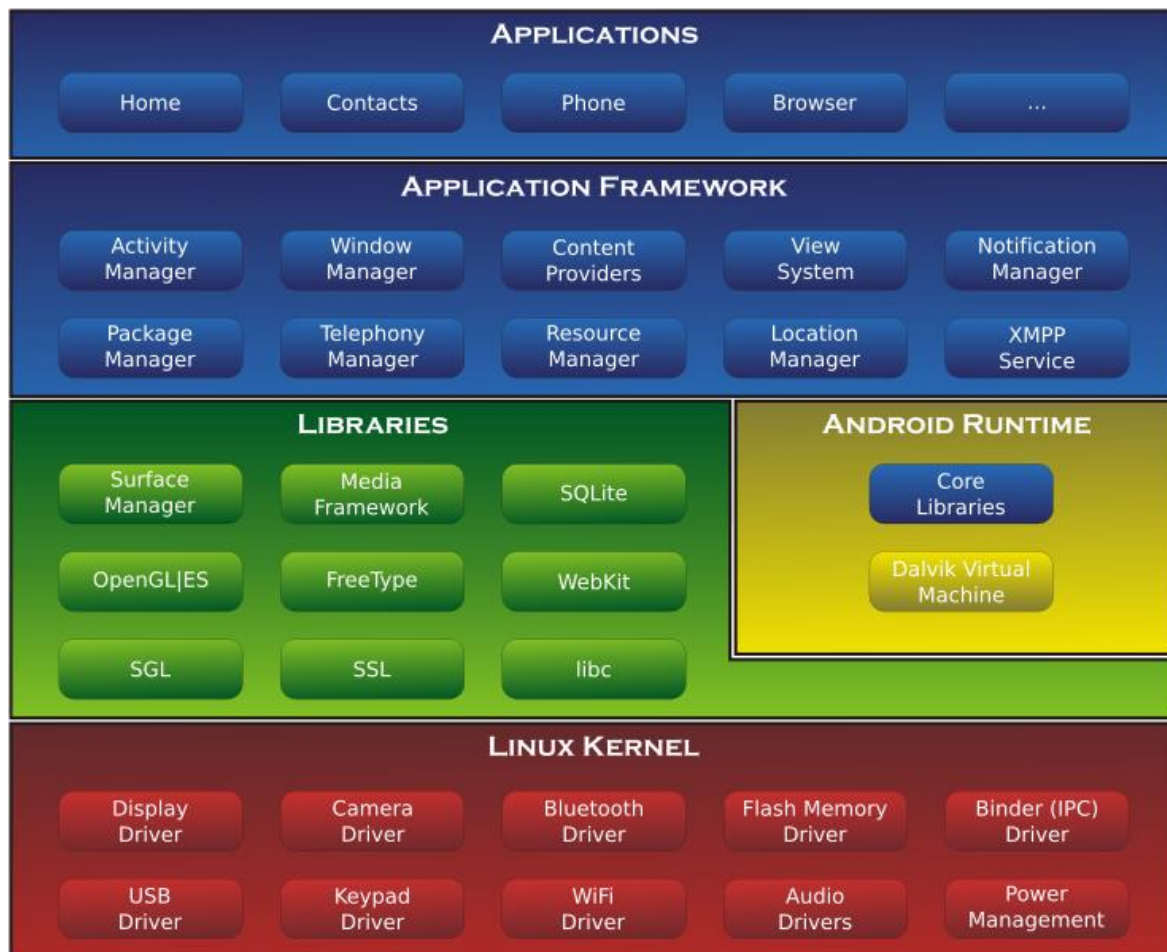 APPLICATIONS
Home
Contacts
Phone
Browser
...
APPLICATION FRAMEWORK
Activity
Manager
Window
Manager
Content
Providers
View
System
Notification
Manager
Package
Manager
Telephony
Manager
Resource
Manager
Location
Manager
XMPP
Service
LIBRARIES
Surface
Manager
Media
Framework
SQLite
OpenGL|ES
FreeType
WebKit
SGL
SSL
libc
ANDROID RUNTIME
Core
Libraries
Dalvik Virtual
Machine
LINUX KERNEL
Display
Driver
Camera
Driver
Bluetooth
Driver
Flash Memory
Driver
Binder (IPC)
Driver
USB
Driver
Keypad
Driver
WiFi
Driver
Audio
Drivers
Power
Management